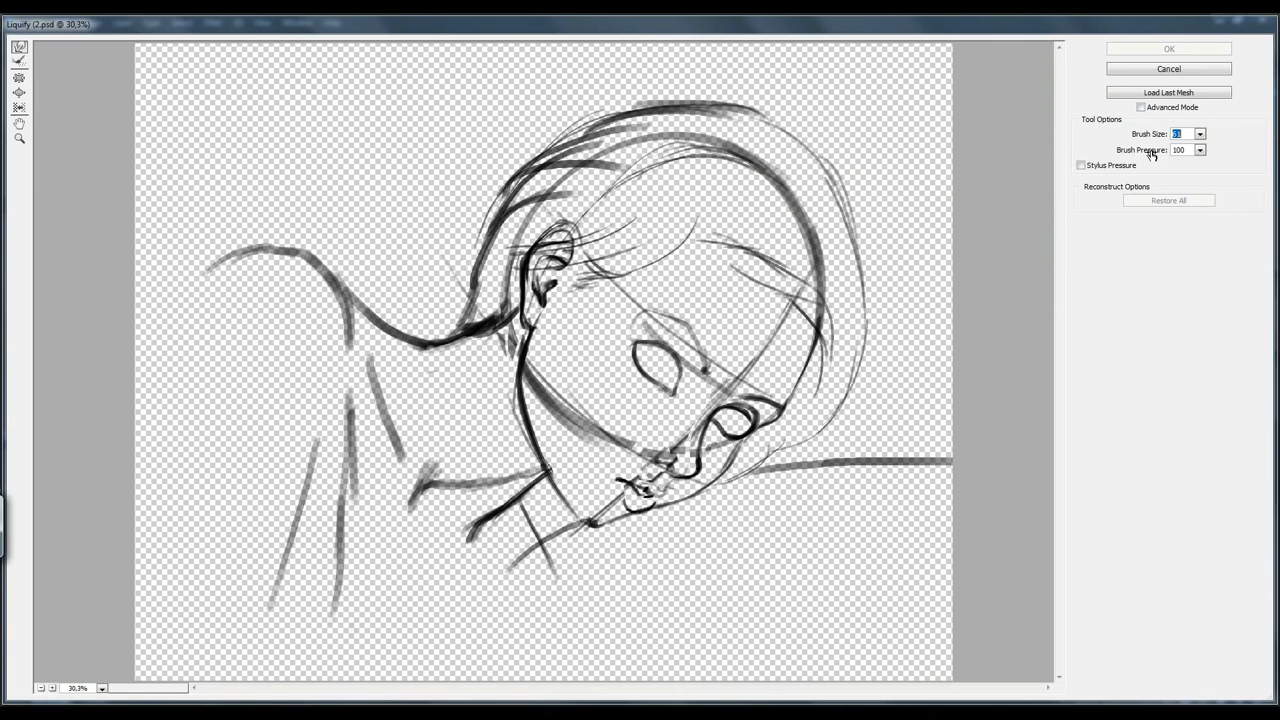 Liquify (2.psd @ 30,3%)
OK
Cancel
Load Last Mesh
Advanced Mode
Tool Options
Brush Size:
Brush Pressure: 100
Stylus Pressure
Reconstruct Options
Restore All
30,3%